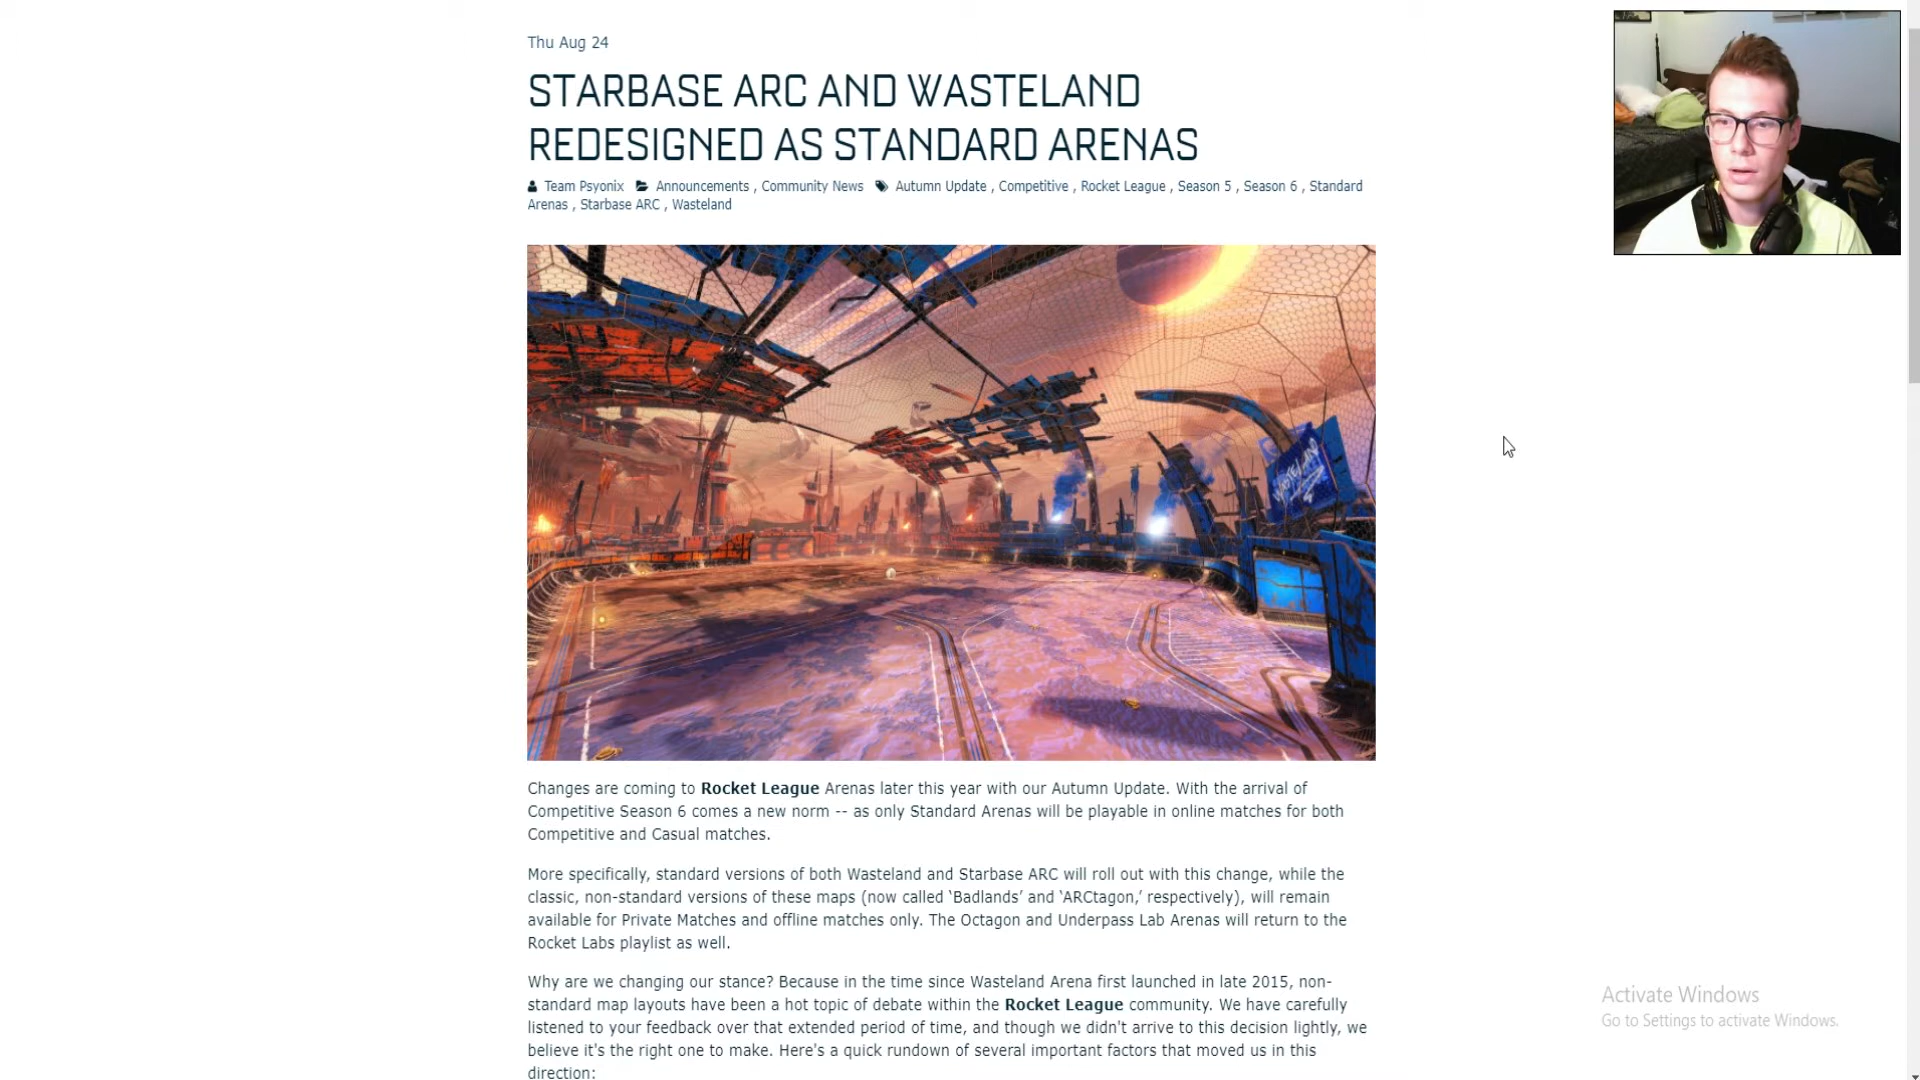 Thu Aug 24
STARBASE ARC AND WASTELAND
REDESIGNED AS STANDARD ARENAS
Team Psyonix Announcements , Community News Autumn Update , Competitive , Rocket League , Season 5 , Season 6 , Standard
Arenas , Starbase ARC , Wasteland
WASTELAND
Changes are coming to Rocket League Arenas later this year with our Autumn Update. With the arrival of
Competitive Season 6 comes a new norm -- as only Standard Arenas will be playable in online matches for both
Competitive and Casual matches.
More specifically, standard versions of both Wasteland and Starbase ARC will roll out with this change, while the
classic, non-standard versions of these maps (now called ‘Badlands’ and ‘ARCtagon,’ respectively), will remain
available for Private Matches and offline matches only. The Octagon and Underpass Lab Arenas will return to the
Rocket Labs playlist as well.
Why are we changing our stance? Because in the time since Wasteland Arena first launched in late 2015, non-
standard map layouts have been a hot topic of debate within the Rocket League community. We have carefully
listened to your feedback over that extended period of time, and though we didn't arrive to this decision lightly, we
believe it's the right one to make. Here's a quick rundown of several important factors that moved us in this
direction:
Activate Windows
Go to Settings to activate Windows.